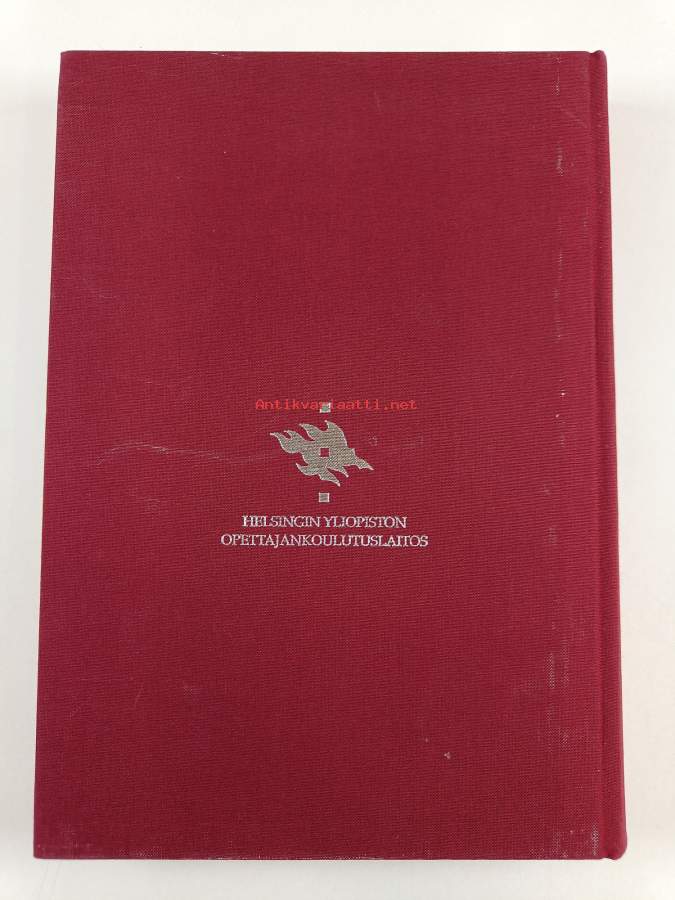 Antikvariaatti.net
HELSINGIN YLIOPISTON
OPETTAJANKOULUTUSLAITOS